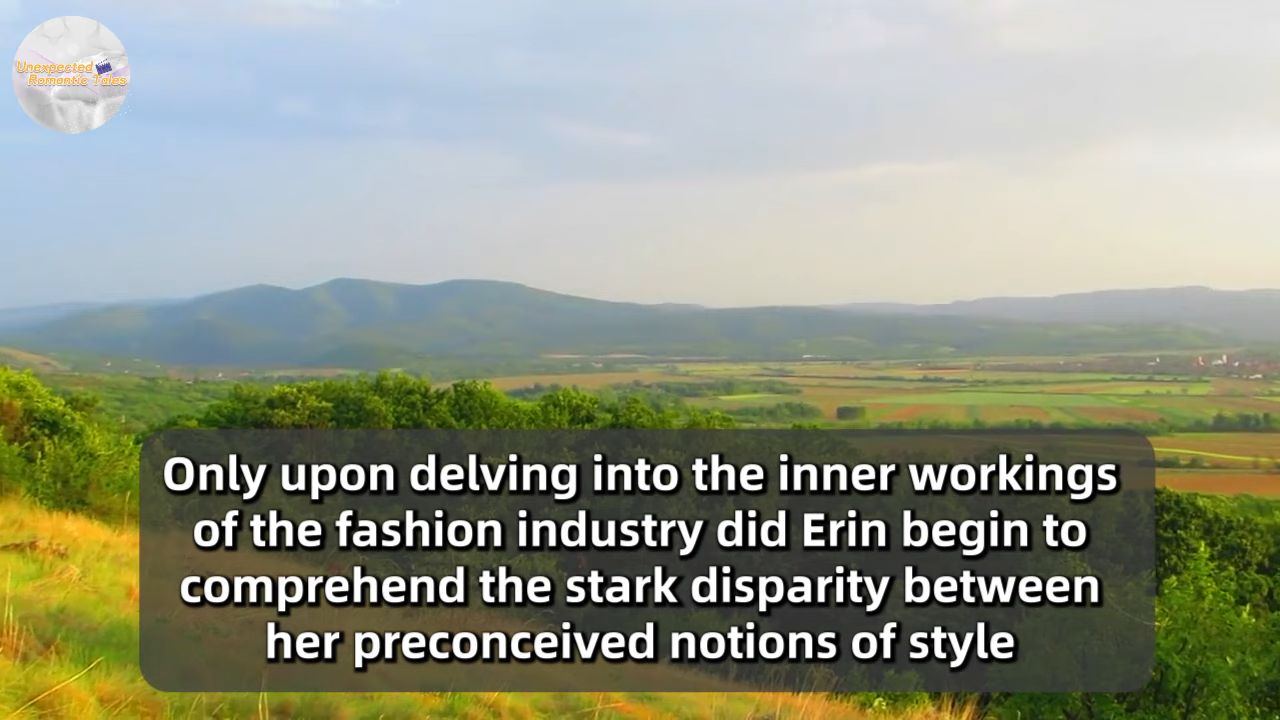 Unexpected
Romantic Tales
Only upon delving into the inner workings
of the fashion industry did Erin begin to
comprehend the stark disparity between
her preconceived notions of style